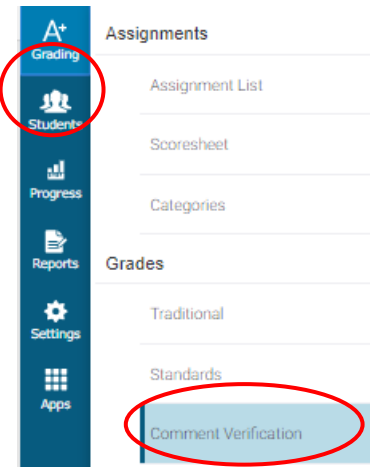 A+
Grading
Students
Progress
Reports
Settings
Apps
Assignments
Assignment List
Scoresheet
Categories
Grades
Traditional
Standards
Comment Verification